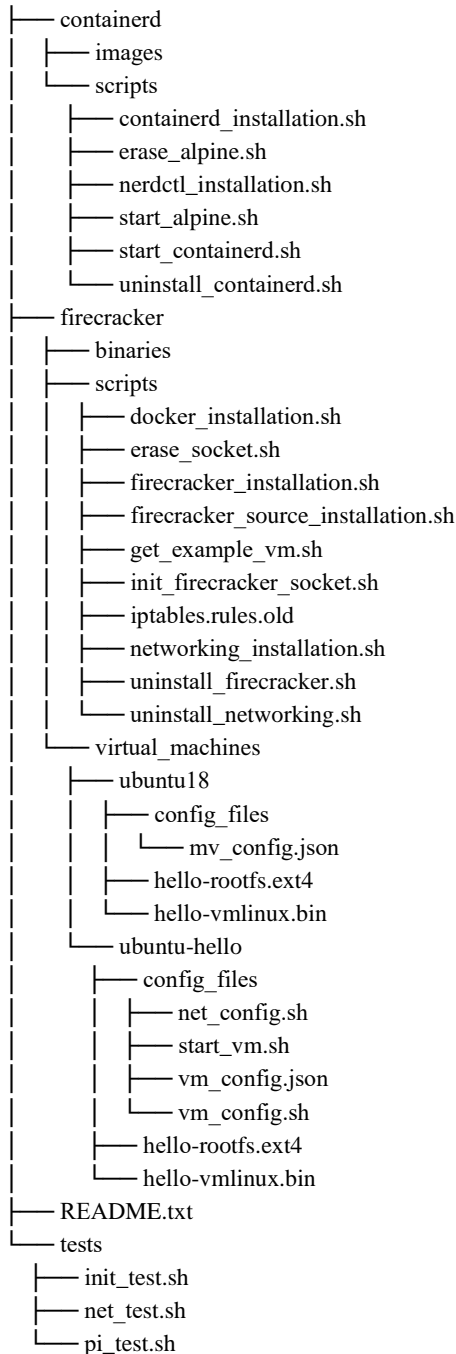 ├── containerd
│   ├── images
│   └── scripts
│       ├── containerd_installation.sh
│       ├── erase_alpine.sh
│       ├── nerdctl_installation.sh
│       ├── start_alpine.sh
│       ├── start_containerd.sh
│       └── uninstall_containerd.sh
├── firecracker
│   ├── binaries
│   ├── scripts
│   │   ├── docker_installation.sh
│   │   ├── erase_socket.sh
│   │   ├── firecracker_installation.sh
│   │   ├── firecracker_source_installation.sh
│   │   ├── get_example_vm.sh
│   │   ├── init_firecracker_socket.sh
│   │   ├── iptables.rules.old
│   │   ├── networking_installation.sh
│   │   ├── uninstall_firecracker.sh
│   │   └── uninstall_networking.sh
│   └── virtual_machines
│       ├── ubuntu18
│       │   ├── config_files
│       │   │   └── mv_config.json
│       │   ├── hello-rootfs.ext4
│       │   └── hello-vmlinux.bin
│       └── ubuntu-hello
│           ├── config_files
│           │   ├── net_config.sh
│           │   ├── start_vm.sh
│           │   ├── vm_config.json
│           │   └── vm_config.sh
│           ├── hello-rootfs.ext4
│           └── hello-vmlinux.bin
├── README.txt
└── tests
    ├── init_test.sh
    ├── net_test.sh
    └── pi_test.sh